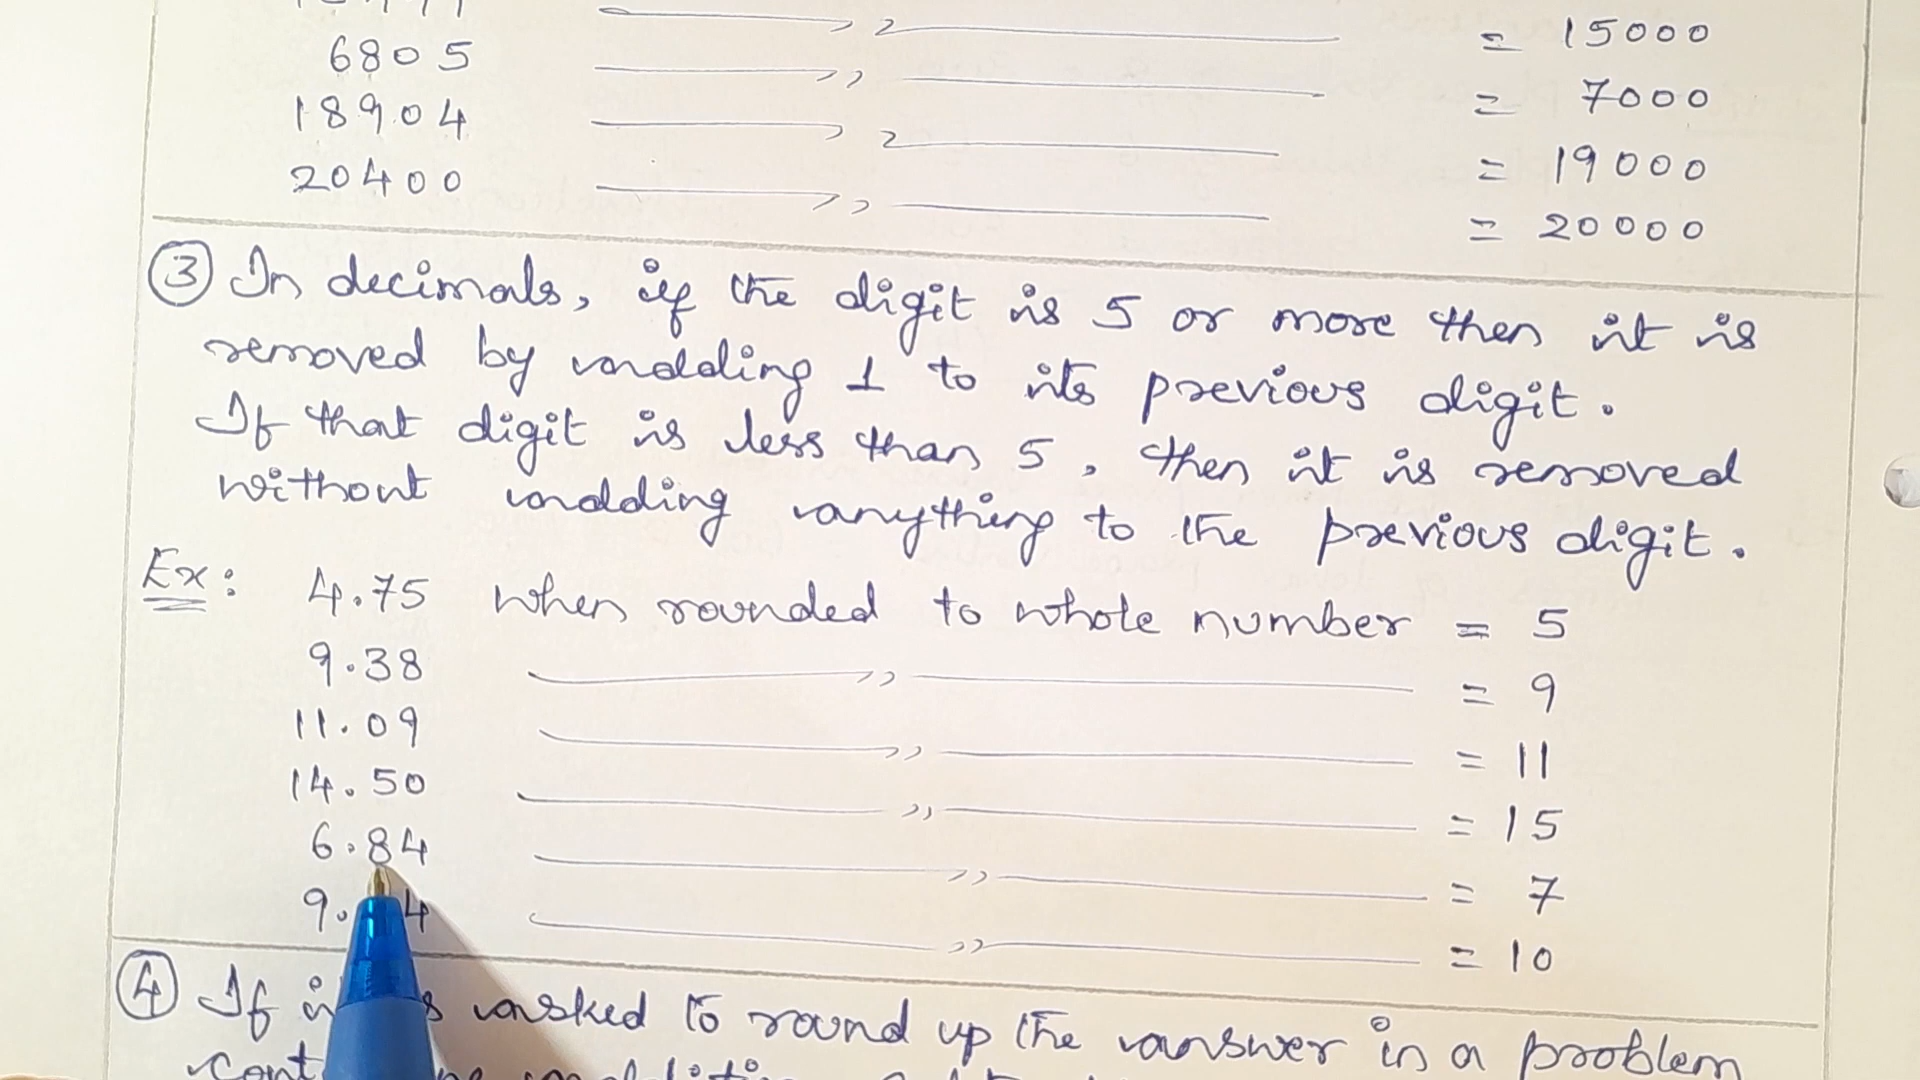 ,, = 15000
6805 ,, = 7000
18904 ,, = 19000
20400 ,, = 20000
③ In decimals, if the digit is 5 or more then it is
removed by adding 1 to its previous digit.
If that digit is less than 5, then it is removed
without adding anything to the previous digit.
Ex: 4.75 when rounded to whole number = 5
9.38 ,, = 9
11.09 ,, = 11
14.50 ,, = 15
6.84 ,, = 7
9. 4 ,, = 10
④ If asked to round up the answer in a problem